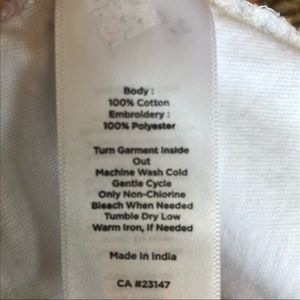 Body :
100% Cotton
Embroidery :
100% Polyester
Turn Garment Inside
Out
Machine Wash Cold
Gentle Cycle
Only Non-Chlorine
Bleach When Needed
Tumble Dry Low
Warm Iron, If Needed
Made In India
CA #23147